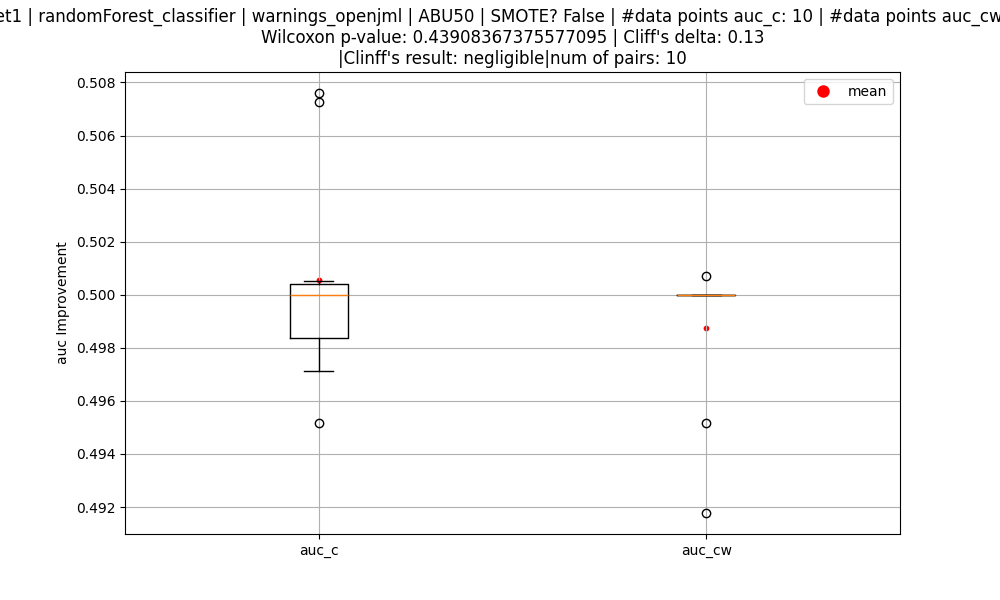 | randomForest_classifier | warnings_openjml | ABU50 | SMOTE? False | #data points auc_c: 10 | #data points
Wilcoxon p-value: 0.43908367375577095 | Cliff's delta: 0.13
|Clinff's result: negligible|num of pairs: 10
mean
0.508
0.506
0.504
0.502
0.500
0.498
0.496
0.494
0.492
auc Improvement
auc_c
auc_cw